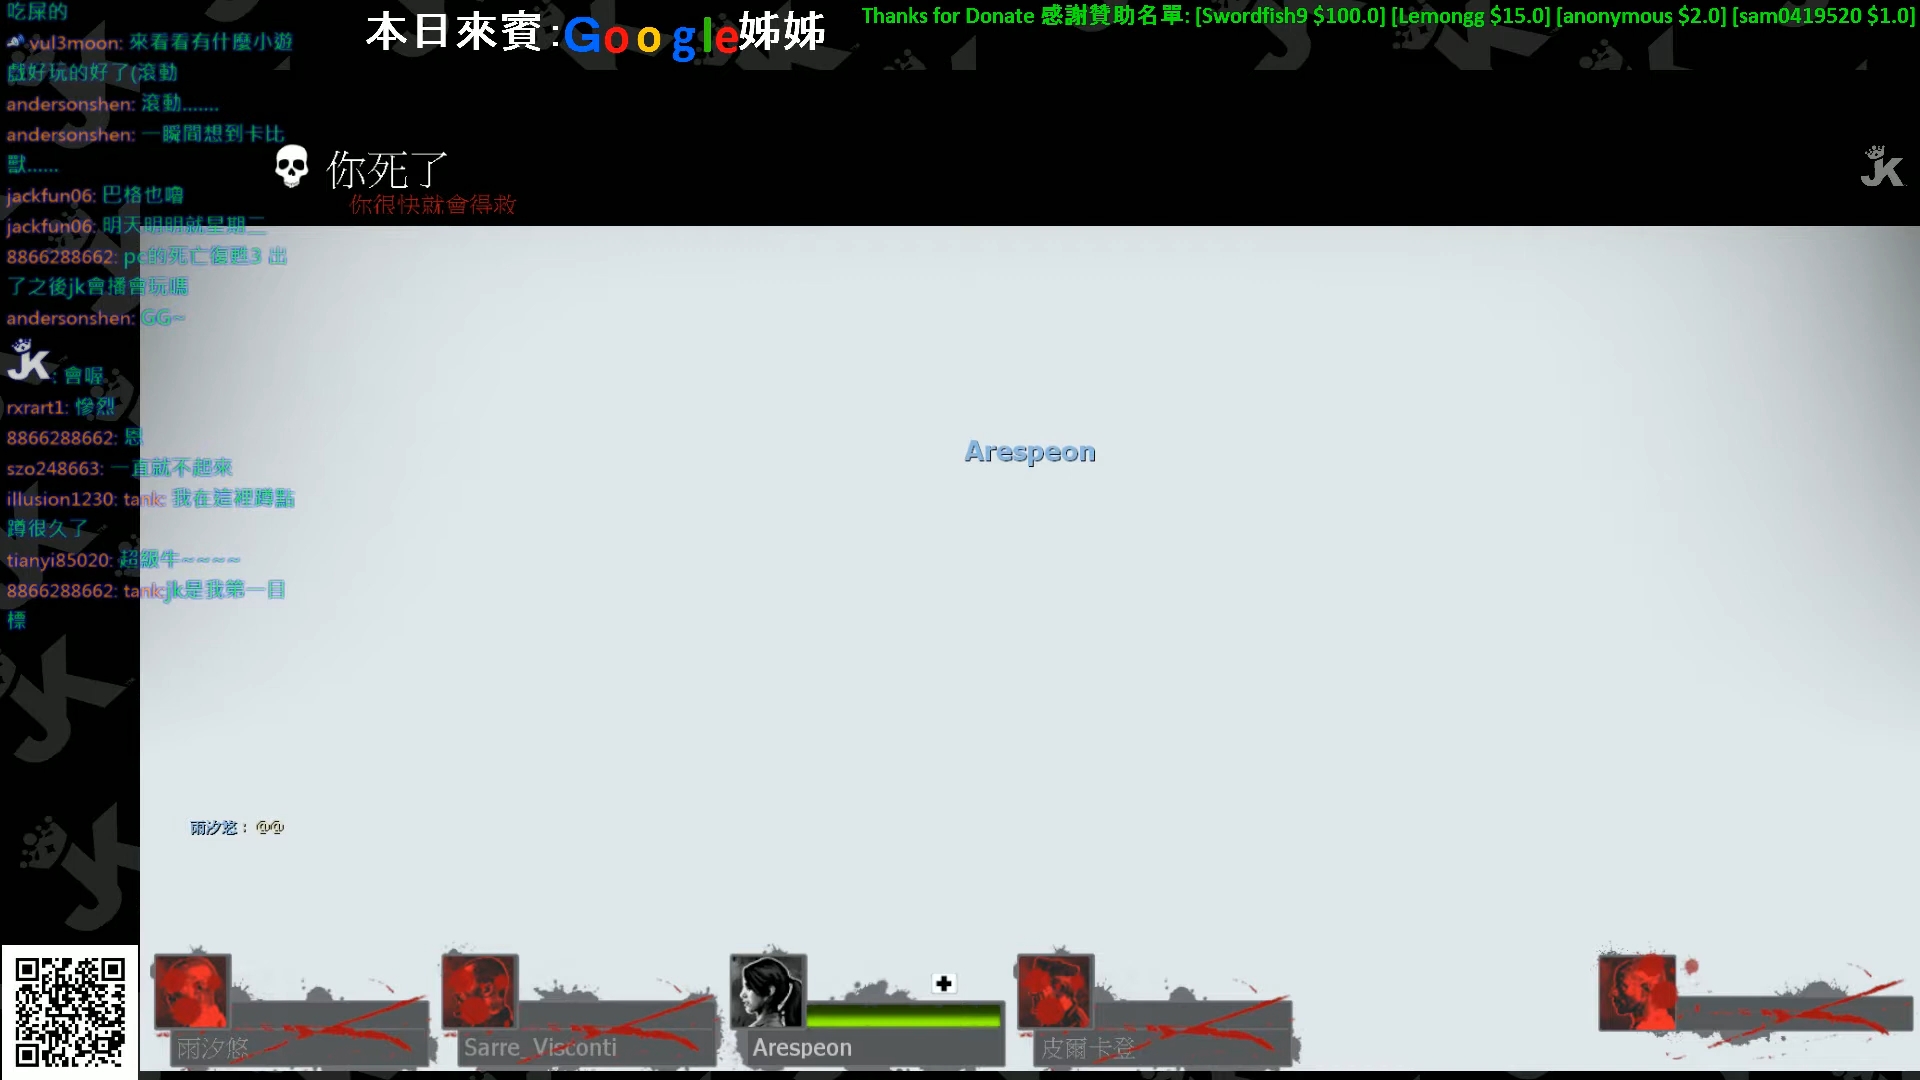 吃屎的
本日來賓:Google姊姊
Thanks for Donate 感謝贊助名單: [Swordfish9 $100.0] [Lemongg $15.0] [anonymous $2.0] [sam0419520 $1.0]
vul3moon: 來看看有什麼小遊
戲好玩的好了(滾動
andersonshen: 滾動.......
andersonshen: 一瞬間想到卡比
獸......
jackfun06: 巴格也嚕
jackfun06: 明天明明就星期二
8866288662: pc的死亡復甦3 出
了之後jk會播會玩嗎
andersonshen: GG~
JK: 會喔
rxrart1: 慘烈
8866288662: 恩
szo248663: 一直就不起來
illusion1230: tank: 我在這裡蹲點
蹲很久了
tianyi85020: 超級牛~~~~
8866288662: tank:jk是我第一目
標
你死了
你很快就會得救
JK
Arespeon
雨汐悠： @@
雨汐悠
Sarre_Visconti
Arespeon
皮爾卡登